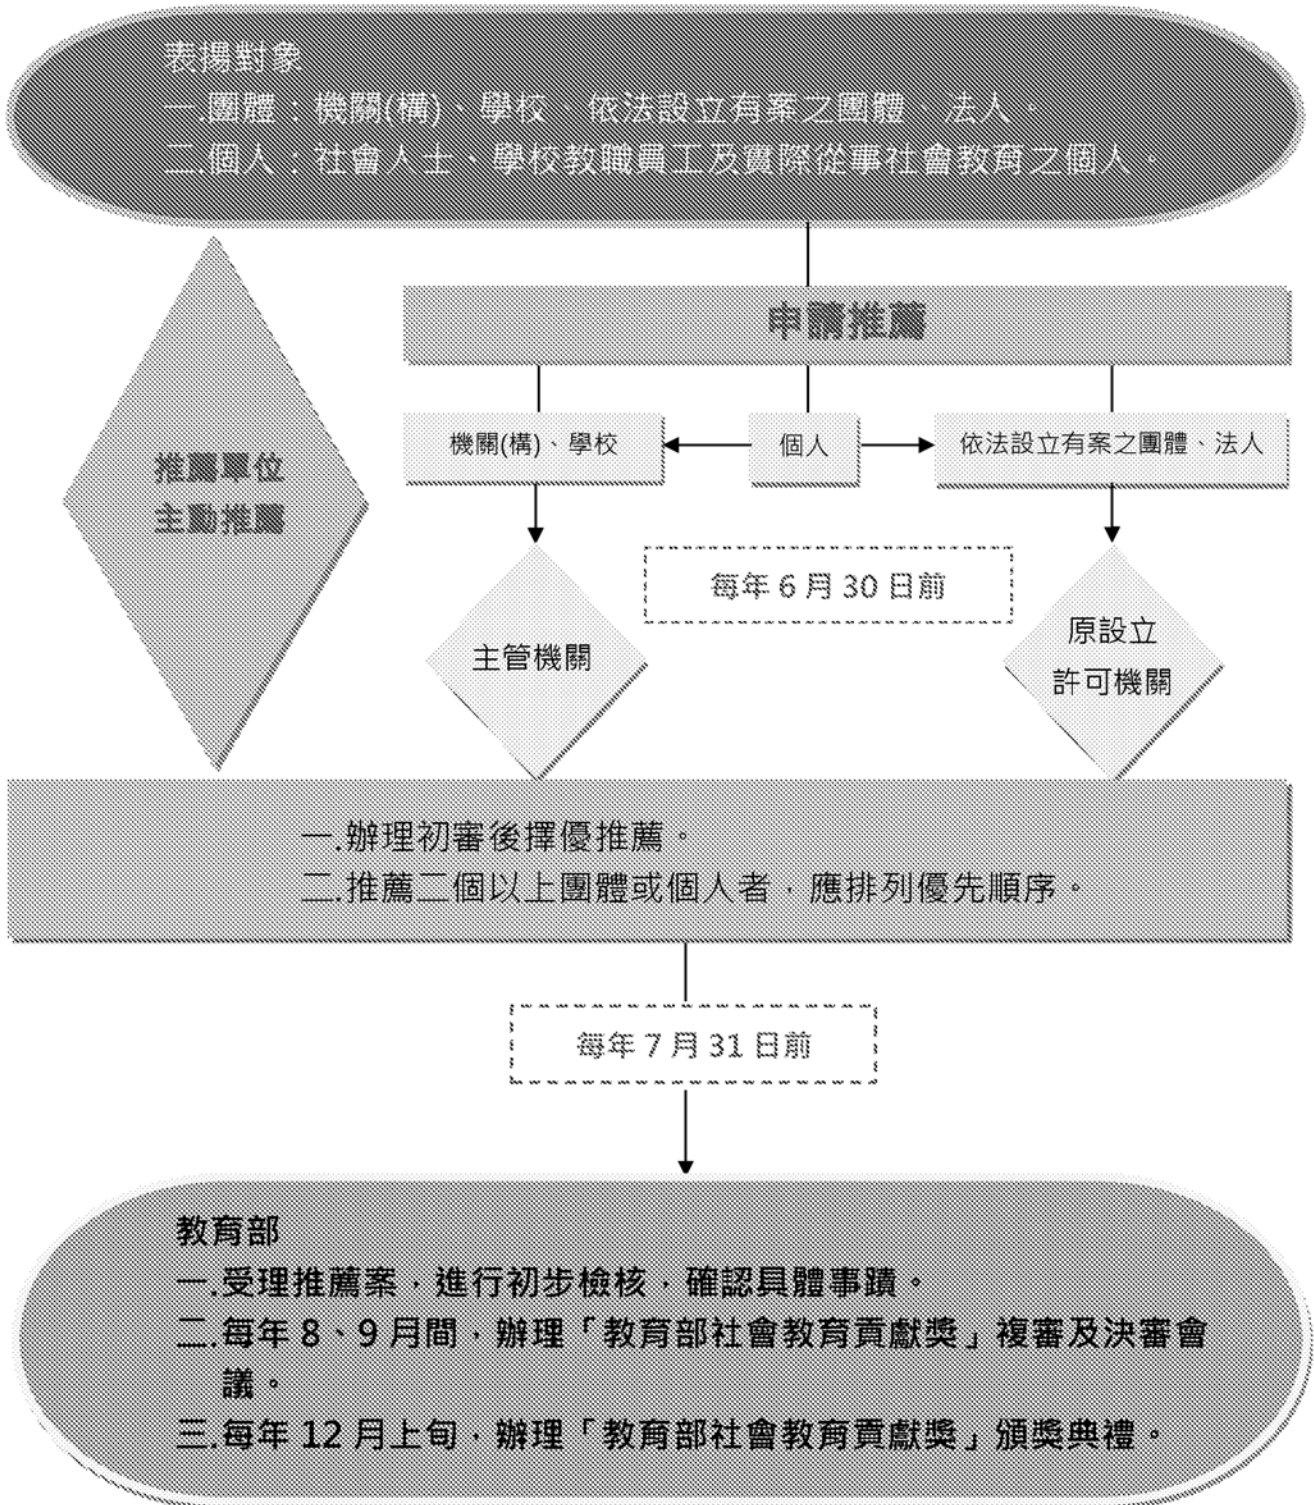 表揚對象
一.團體：機關(構)、學校、依法設立有案之團體、法人。
二.個人：社會人士、學校教職員工及實際從事社會教育之個人。
申請推薦
機關(構)、學校
個人
依法設立有案之團體、法人
推薦單位
主動推薦
每年 6 月 30 日前
主管機關
原設立
許可機關
一.辦理初審後擇優推薦。
二.推薦二個以上團體或個人者，應排列優先順序。
每年 7 月 31 日前
教育部
一.受理推薦案，進行初步檢核，確認具體事蹟。
二.每年 8、9 月間，辦理「教育部社會教育貢獻獎」複審及決審會
議。
三.每年 12 月上旬，辦理「教育部社會教育貢獻獎」頒獎典禮。